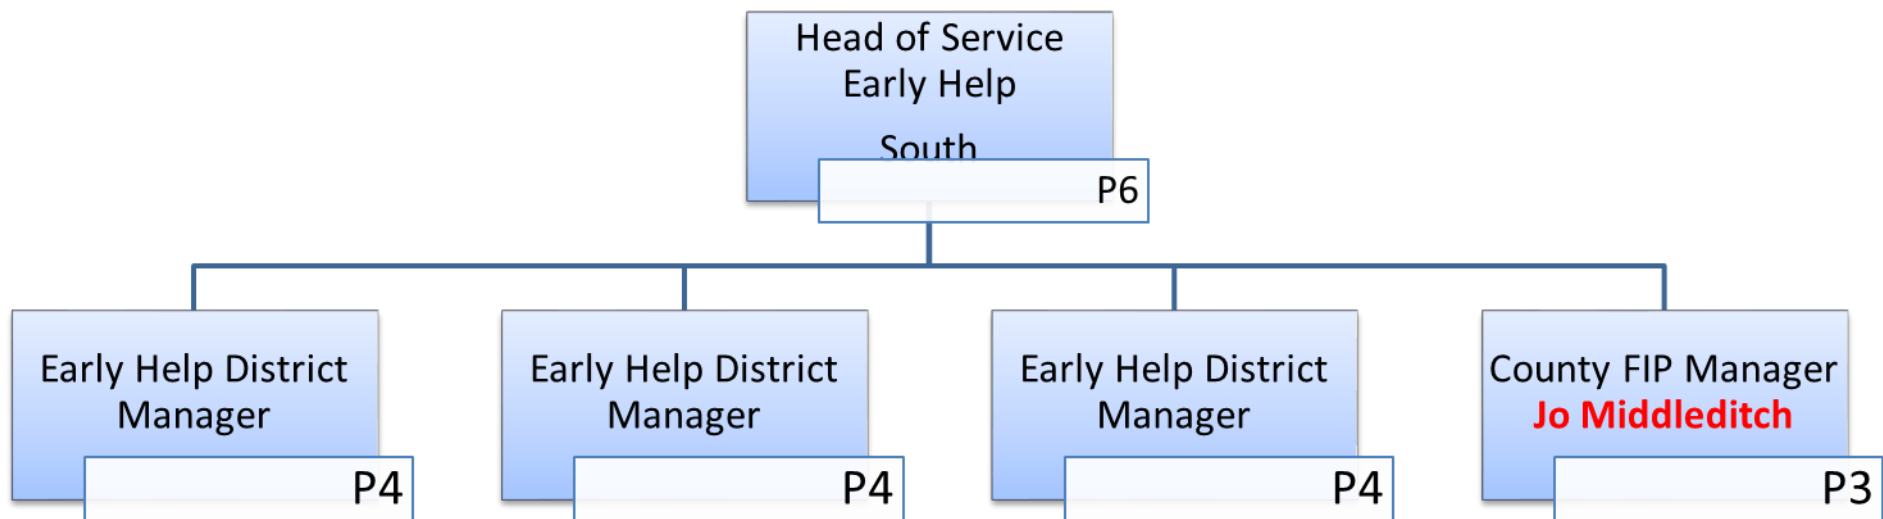 Head of Service
Early Help
South
P6
Early Help District
Manager
P4
Early Help District
Manager
P4
Early Help District
Manager
P4
County FIP Manager
Jo Middleditch
P3